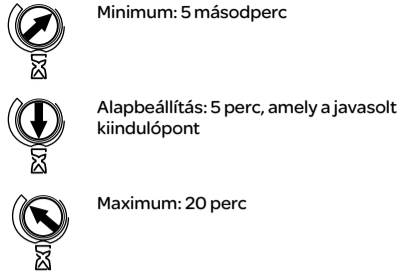 Minimum: 5 másodperc
Alapbeállítás: 5 perc, amely a javasolt
kiindulópont
Maximum: 20 perc